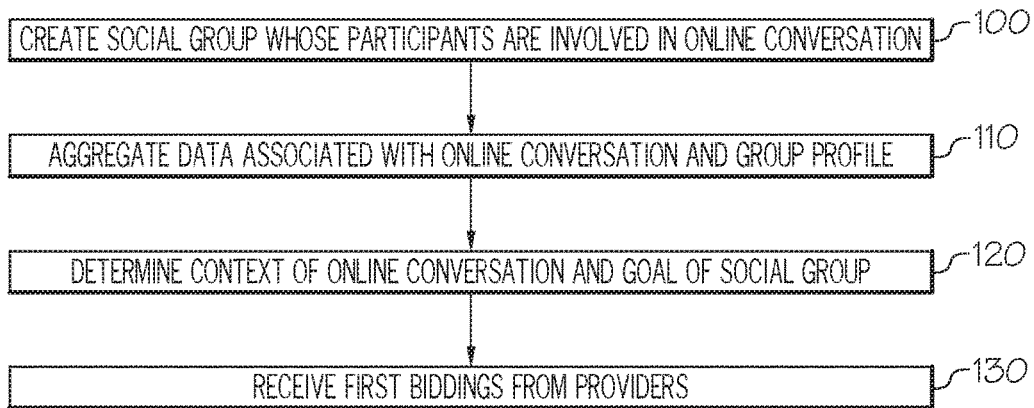 CREATE SOCIAL GROUP WHOSE PARTICIPANTS ARE INVOLVED IN ONLINE CONVERSATION 100
AGGREGATE DATA ASSOCIATED WITH ONLINE CONVERSATION AND GROUP PROFILE 110
DETERMINE CONTEXT OF ONLINE CONVERSATION AND GOAL OF SOCIAL GROUP 120
RECEIVE FIRST BIDDINGS FROM PROVIDERS 130